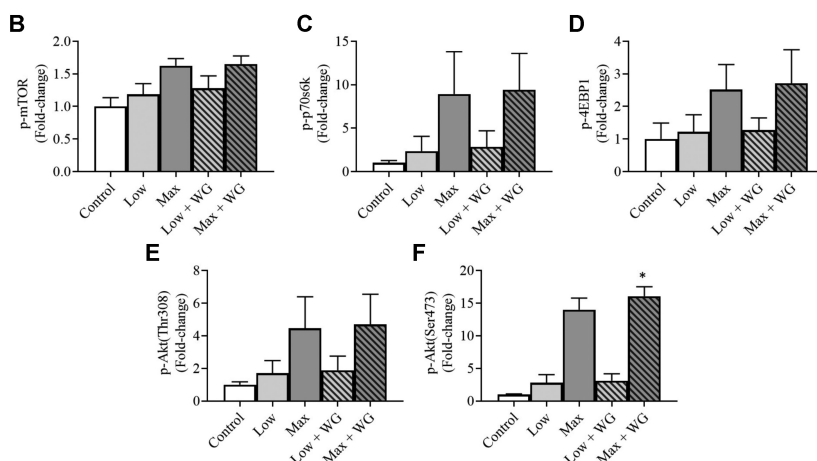 B
p-mTOR
(Fold-change)
2.0
1.5
1.0
0.5
0.0
Control
Low
Max
Low + WG
Max + WG
C
p-p70s6k
(Fold-change)
15
10
5
0
Control
Low
Max
Low + WG
Max + WG
D
p-4EBP1
(Fold-change)
4
3
2
1
0
Control
Low
Max
Low + WG
Max + WG
E
p-Akt(Thr308)
(Fold-change)
8
6
4
2
0
Control
Low
Max
Low + WG
Max + WG
F
p-Akt(Ser473)
(Fold-change)
20
15
10
5
0
*
Control
Low
Max
Low + WG
Max + WG